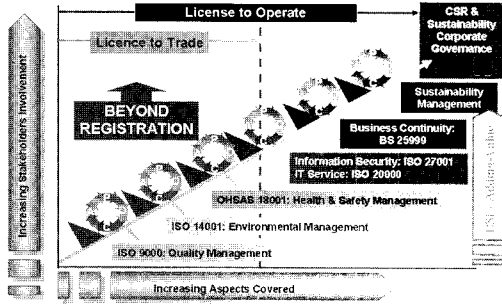 License to Operate
CSR &
Sustainability
Corporate
Governance
Licence to Trade
BEYOND
REGISTRATION
Sustainability
Management
Business Continuity:
BS 25999
Information Security: ISO 27001
IT Service: ISO 20000
OHSAS 18001: Health & Safety Management
ISO 14001: Environmental Management
ISO 9000: Quality Management
Increasing Stakeholders Involvement
Increasing Aspects Covered